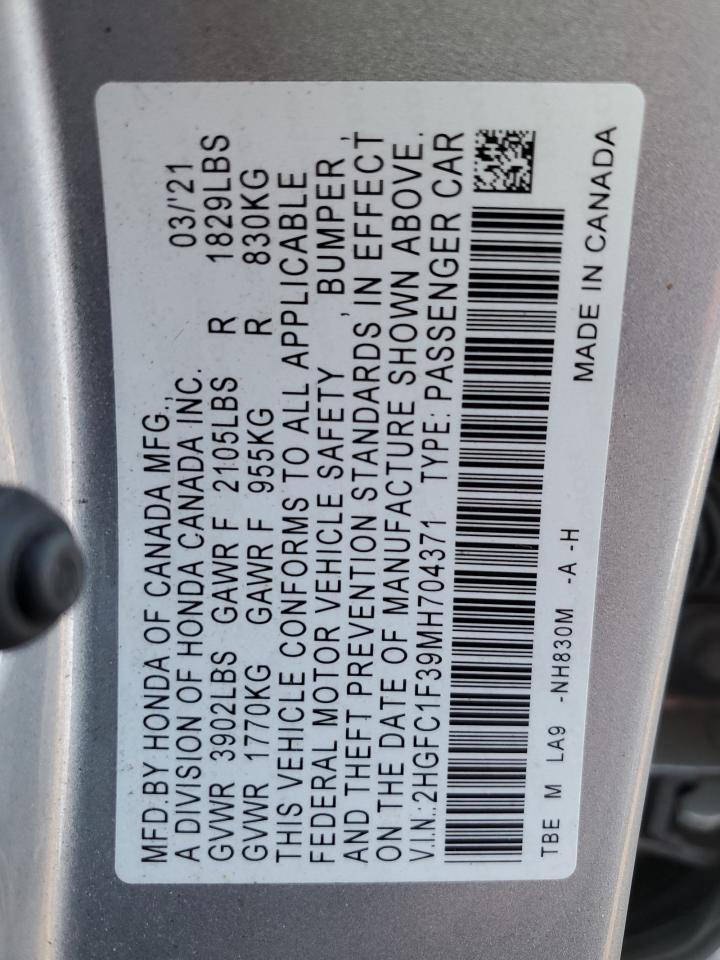 MFD.BY HONDA OF CANADA MFG., 03/'21
A DIVISION OF HONDA CANADA INC.
GVWR 3902LBS GAWR F 2105LBS R 1829LBS
GVWR 1770KG GAWR F 955KG R 830KG
THIS VEHICLE CONFORMS TO ALL APPLICABLE
FEDERAL MOTOR VEHICLE SAFETY , BUMPER ,
AND THEFT PREVENTION STANDARDS IN EFFECT
ON THE DATE OF MANUFACTURE SHOWN ABOVE.
V.I.N.:2HGFC1F39MH704371 TYPE: PASSENGER CAR
TBE M LA9 -NH830M -A -H MADE IN CANADA